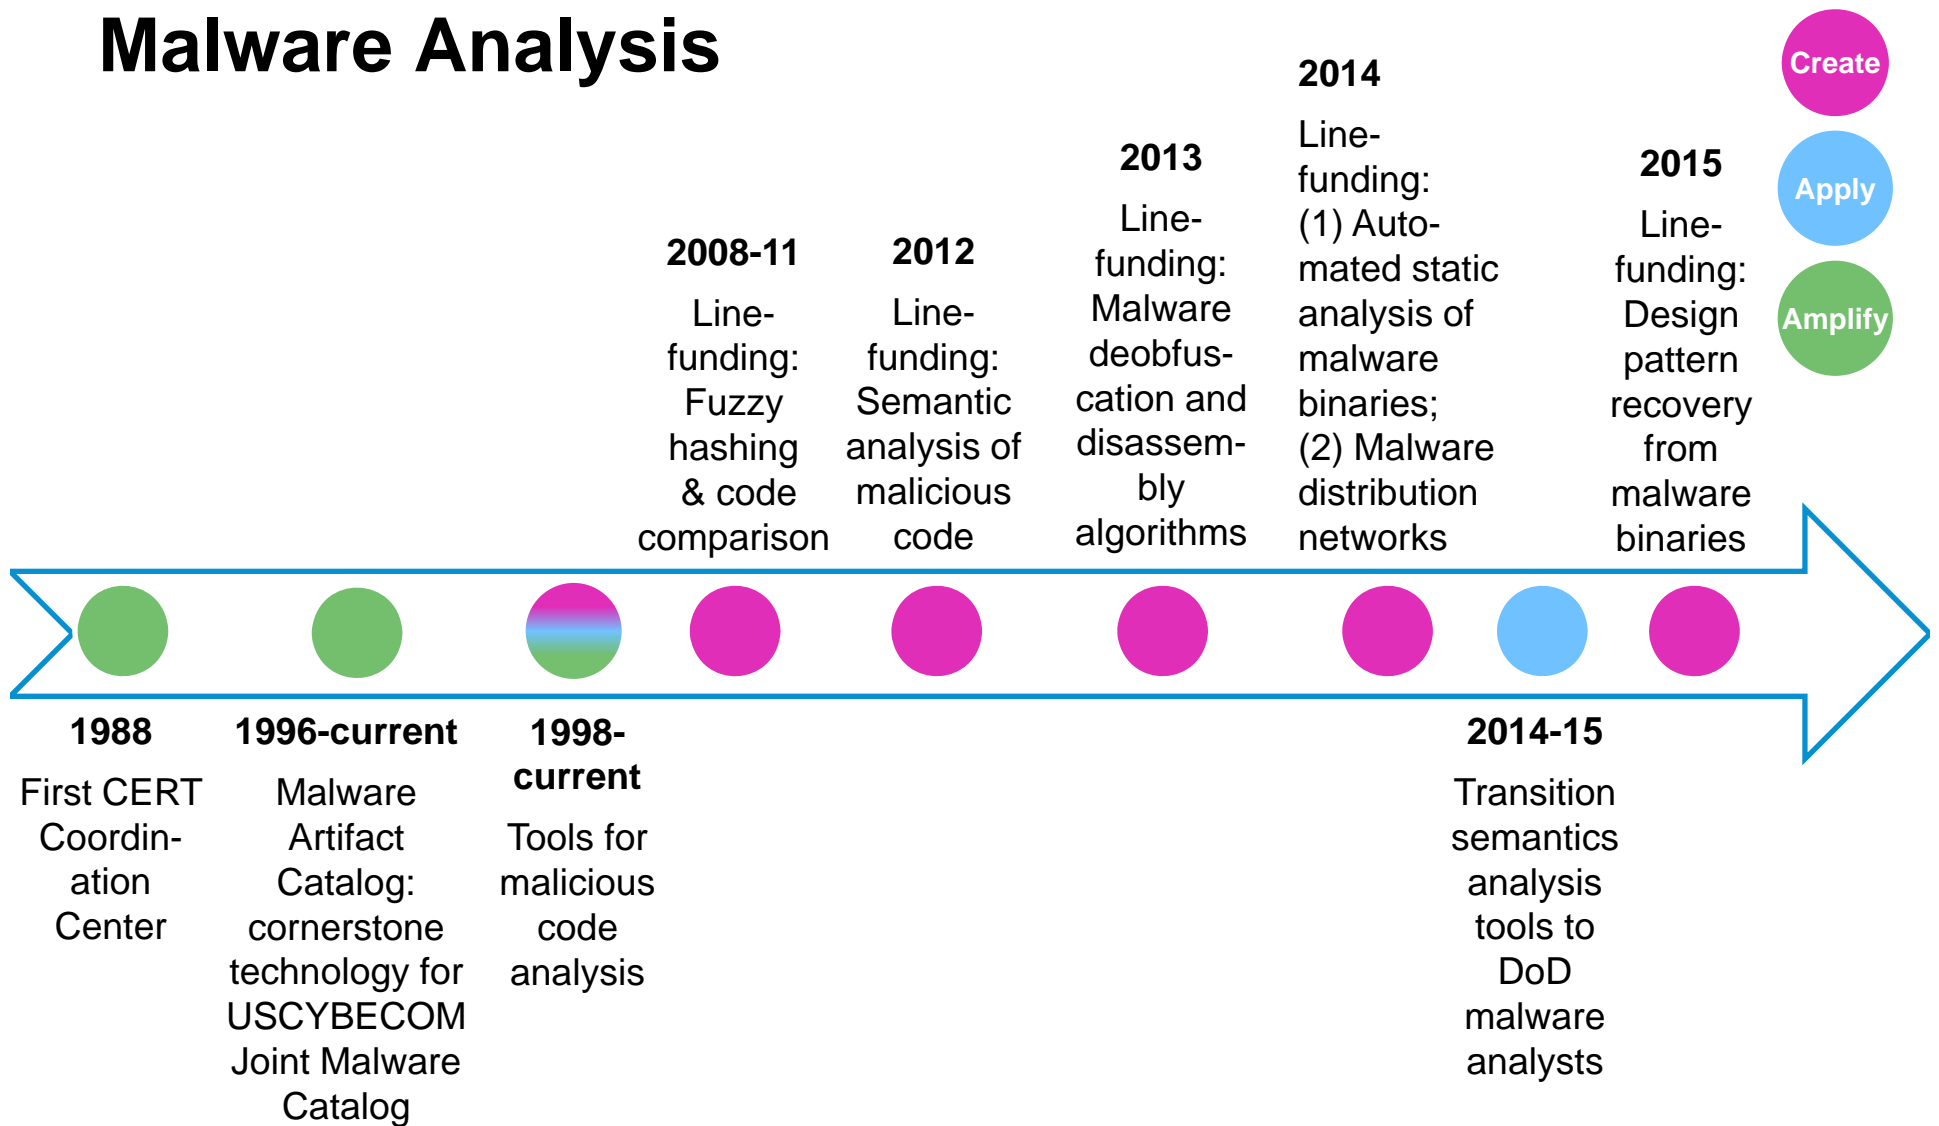 Malware Analysis
Create
Apply
Amplify
2008-11
Line-
funding:
Fuzzy
hashing
& code
comparison
2012
Line-
funding:
Semantic
analysis of
malicious
code
2013
Line-
funding:
Malware
deobfus-
cation and
disassem-
bly
algorithms
2014
Line-
funding:
(1) Auto-
mated static
analysis of
malware
binaries;
(2) Malware
distribution
networks
2015
Line-
funding:
Design
pattern
recovery
from
malware
binaries
1988
First CERT
Coordin-
ation
Center
1996-current
Malware
Artifact
Catalog:
cornerstone
technology for
USCYBECOM
Joint Malware
Catalog
1998-
current
Tools for
malicious
code
analysis
2014-15
Transition
semantics
analysis
tools to
DoD
malware
analysts